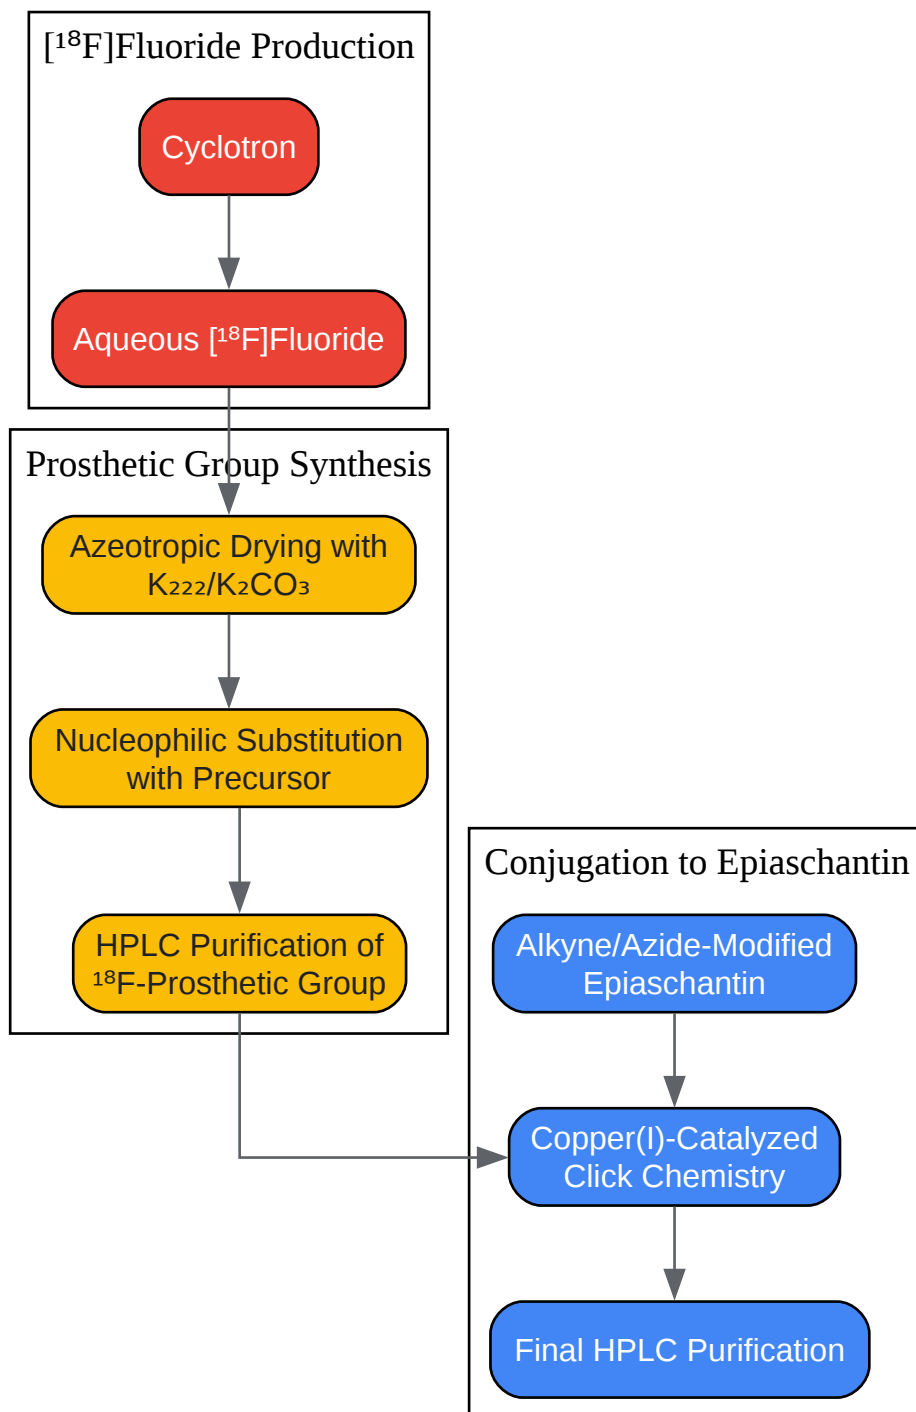 [¹⁸F]Fluoride Production
Cyclotron
Aqueous [¹⁸F]Fluoride
Prosthetic Group Synthesis
Azeotropic Drying with
K₂₂₂/K₂CO₃
Nucleophilic Substitution
with Precursor
HPLC Purification of
¹⁸F-Prosthetic Group
Conjugation to Epiaschantin
Alkyne/Azide-Modified
Epiaschantin
Copper(I)-Catalyzed
Click Chemistry
Final HPLC Purification